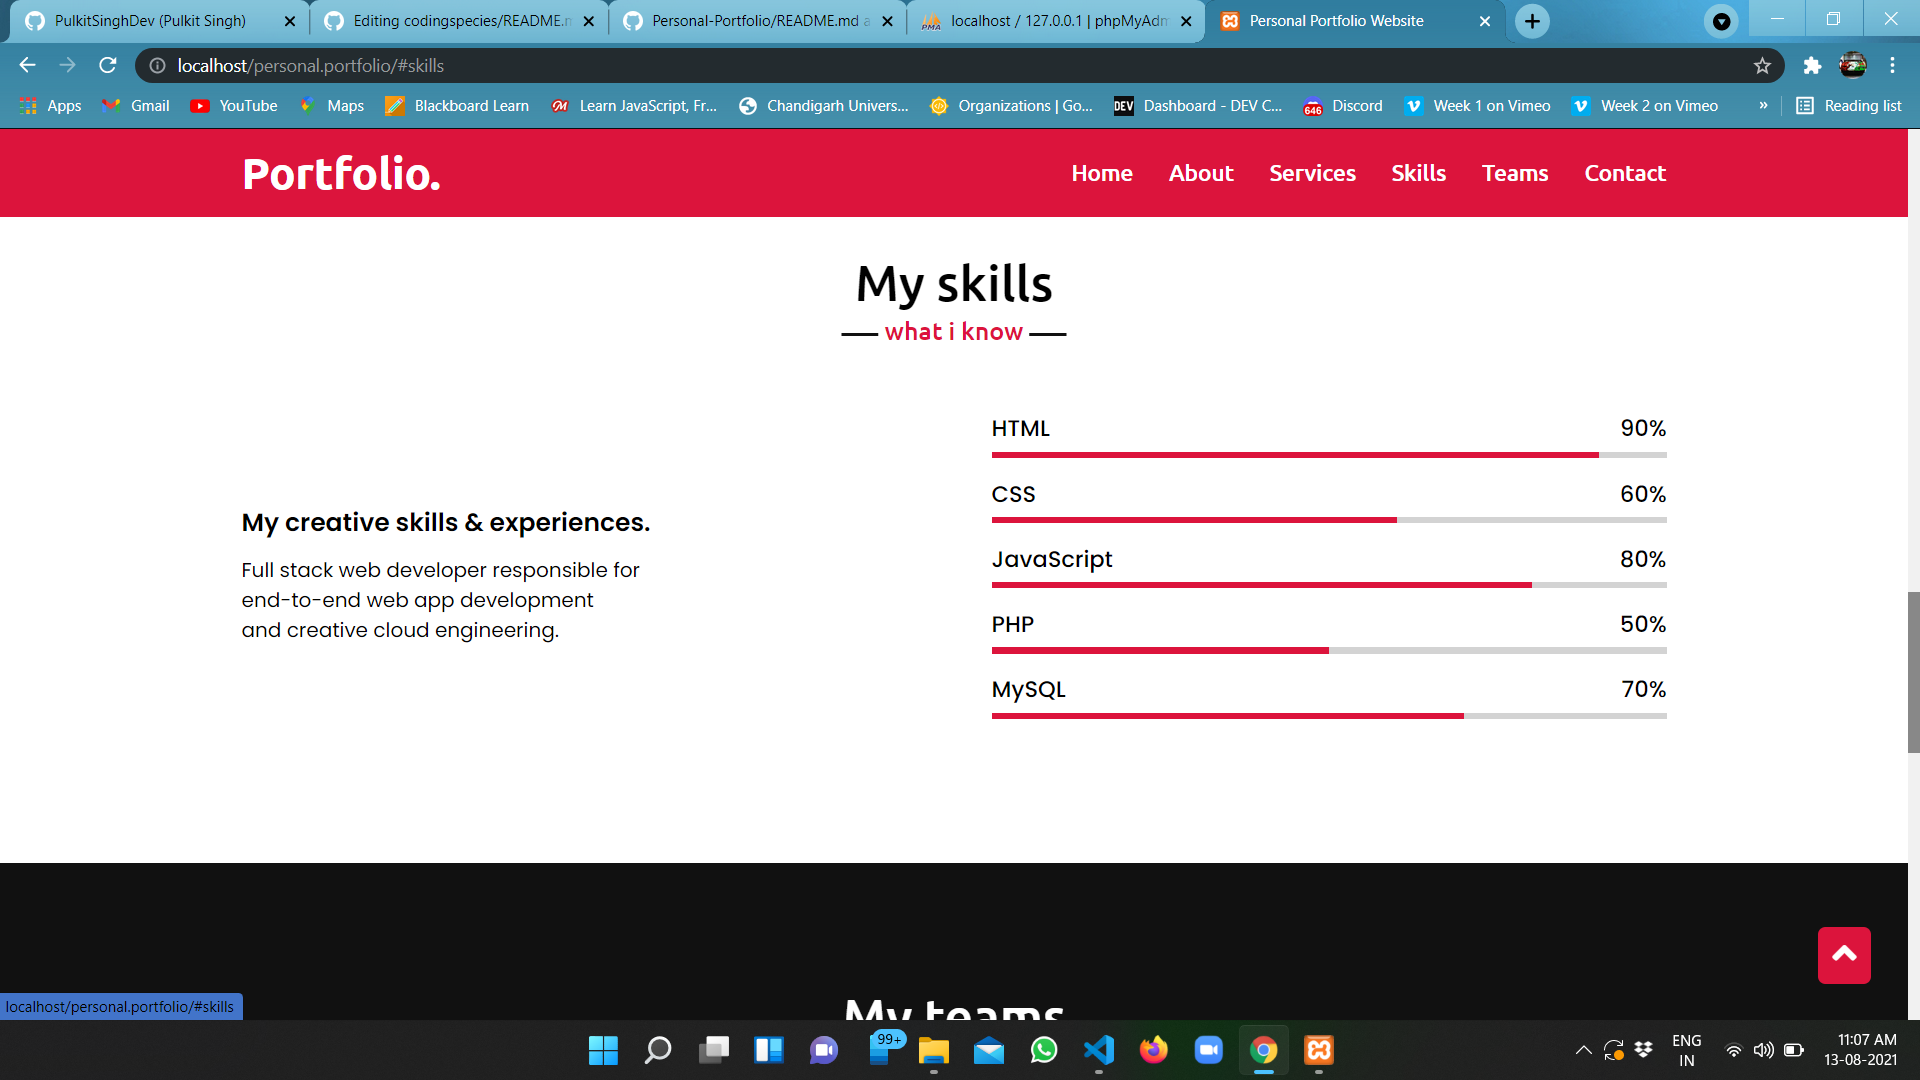 PulkitSinghDev (Pulkit Singh)
Editing codingspecies/README.m
Personal-Portfolio/README.md a
localhost / 127.0.0.1 | phpMyAdm
Personal Portfolio Website
localhost/personal.portfolio/#skills
Apps
Gmail
YouTube
Maps
Blackboard Learn
Learn JavaScript, Fr...
Chandigarh Univers...
Organizations | Go...
DEV
Dashboard - DEV C...
646
Discord
Week 1 on Vimeo
Week 2 on Vimeo
»
Reading list
Portfolio.
Home
About
Services
Skills
Teams
Contact
My skills
what i know
HTML
90%
CSS
60%
JavaScript
80%
PHP
50%
MySQL
70%
My creative skills & experiences.
Full stack web developer responsible for
end-to-end web app development
and creative cloud engineering.
My teams
localhost/personal.portfolio/#skills
99+
ENG
IN
11:07 AM
13-08-2021